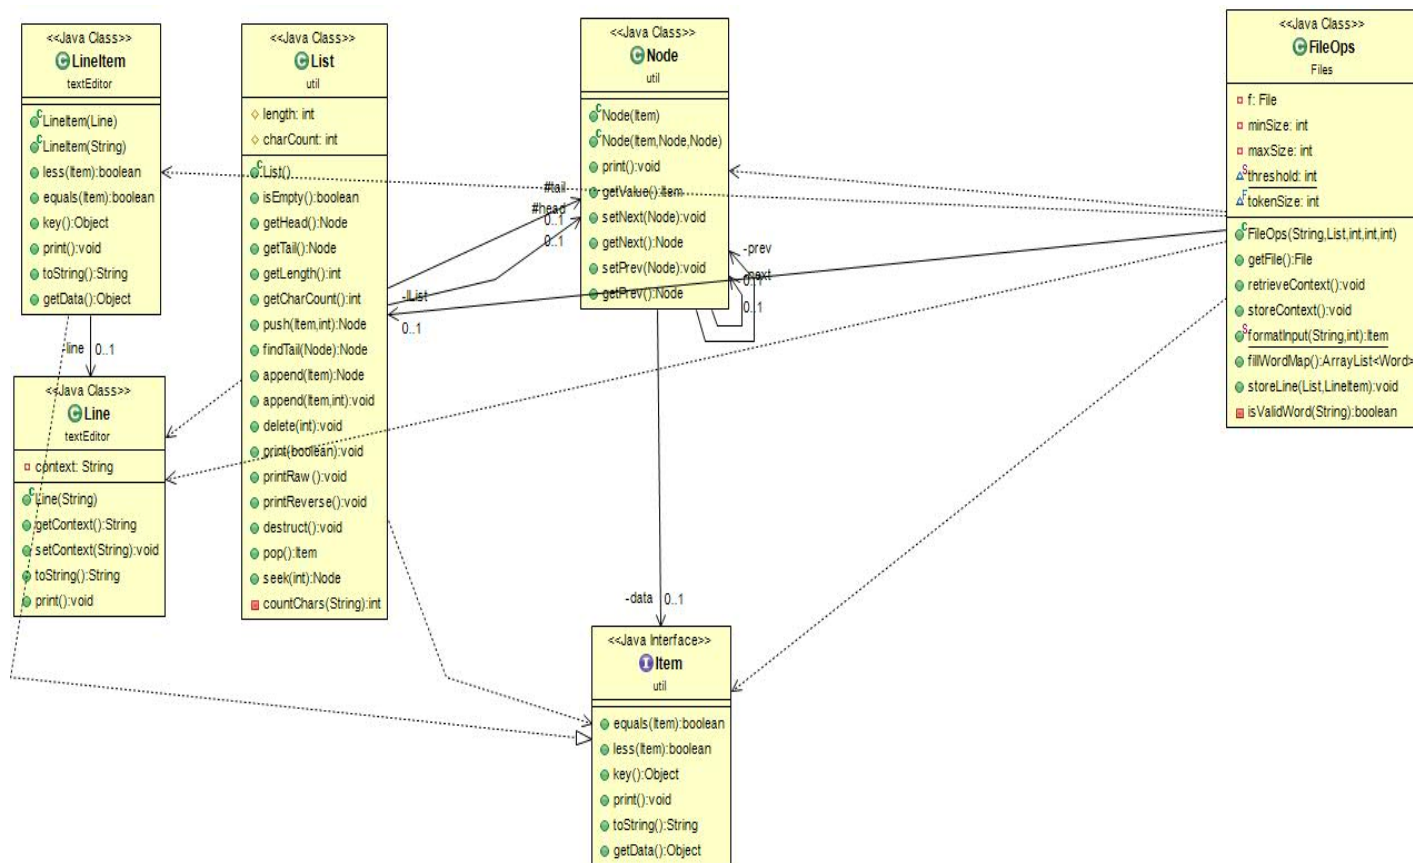 <<Java Class>>
LineItem
textEditor
LineItem(Line)
LineItem(String)
less(Item):boolean
equals(Item):boolean
key():Object
print():void
toString():String
getData():Object
-line
0..1
<<Java Class>>
Line
textEditor
context: String
Line(String)
getContext():String
setContext(String):void
toString():String
print():void
<<Java Class>>
List
util
length: int
charCount: int
List()
isEmpty():boolean
getHead():Node
getTail():Node
getLength():int
getCharCount():int
push(Item,int):Node
findTail(Node):Node
append(Item):Node
append(Item,int):void
delete(int):void
print(boolean):void
printRaw():void
printReverse():void
destruct():void
pop():Item
seek(int):Node
countChars(String):int
#tail
#head
0..1
0..1
-lList
0..1
<<Java Class>>
Node
util
Node(Item)
Node(Item,Node,Node)
print():void
getValue():Item
setNext(Node):void
getNext():Node
setPrev(Node):void
getPrev():Node
-prev
-next
0..1
0..1
-data
0..1
<<Java Interface>>
Item
util
equals(Item):boolean
less(Item):boolean
key():Object
print():void
toString():String
getData():Object
<<Java Class>>
FileOps
Files
f: File
minSize: int
maxSize: int
threshold: int
tokenSize: int
FileOps(String,List,int,int,int)
getFile():File
retrieveContext():void
storeContext():void
formatInput(String,int):Item
fillWordMap():ArrayList<Word>
storeLine(List,LineItem):void
isValidWord(String):boolean